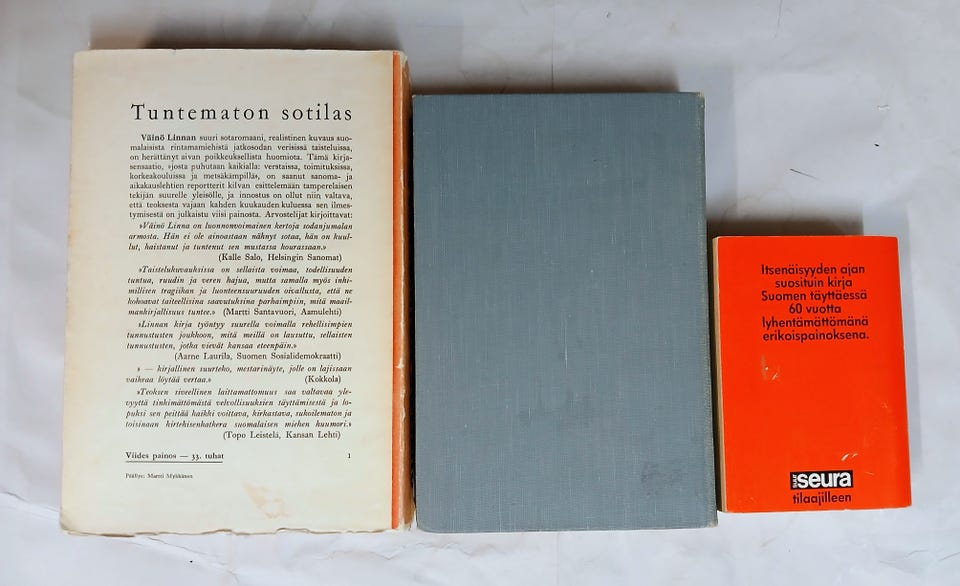 Tuntematon sotilas
Väinö Linnan suuri sotaromaani, realistinen kuvaus suo-
malaisista rintamamiehistä jatkosodan verisissä taisteluissa,
on herättänyt aivan poikkeuksellista huomiota. Tämä kirja-
sensaatio, »josta puhutaan kaikialla: verstaissa, toimituksissa,
korkeakouluissa ja metsäkämpillä», on saanut sanoma- ja
aikakauslehtien reportterit kilvan esittelemään tamperelaisen
tekijän suurelle yleisölle, ja innostus on ollut niin valtava,
että teoksesta vajaan kahden kuukauden kuluessa sen ilmes-
tymisestä on julkaistu viisi painosta. Arvostelijat kirjoittavat:
»Väinö Linna on luonnonvoimainen kertoja sodanjumalan
armosta. Hän ei ole ainoastaan nähnyt sotaa, hän on kuul-
lut, haistanut ja tuntenut sen mustassa kourassaan.»
(Kalle Salo, Helsingin Sanomat)
»Taistelukuvauksissa on sellaista voimaa, todellisuuden
tuntua, ruudin ja veren hajua, mutta samalla myös inhi-
millisen tragiikan ja luonteensuuruuden oivallusta, että ne
kohoavat taiteellisina saavutuksina parhaimpiin, mitä maail-
mankirjallisuus tuntee.» (Martti Santavuori, Aamulehti)
»Linnan kirja työntyy suurella voimalla rehellisimpien
tunnustusten joukkoon, mitä meillä on lausuttu, sellaisten
tunnustusten, jotka vievät kansaa eteenpäin.»
(Aarne Laurila, Suomen Sosialidemokraatti)
» — kirjallinen suurteko, mestarinäyte, jolle on lajissaan
vaikeaa löytää vertaa.» (Kokkola)
»Teoksen siveellinen laittamattomuus saa valtavaa yle-
vyyttä tinkimättömästä velvollisuuksien täyttämisestä ja lo-
puksi sen peittää kaikki voittava, kirkastava, sukoilematon ja
toisinaan kirtehisenhatkera suomalaisen miehen huumori.»
(Topo Leistelä, Kansan Lehti)
Viides painos — 33. tuhat 1
Päällys: Martti Mykkänen
Itsenäisyyden ajan
suosituin kirja
Suomen täyttäessä
60 vuotta
lyhentämättömänä
erikoispainoksena.
seura
tilaajilleen